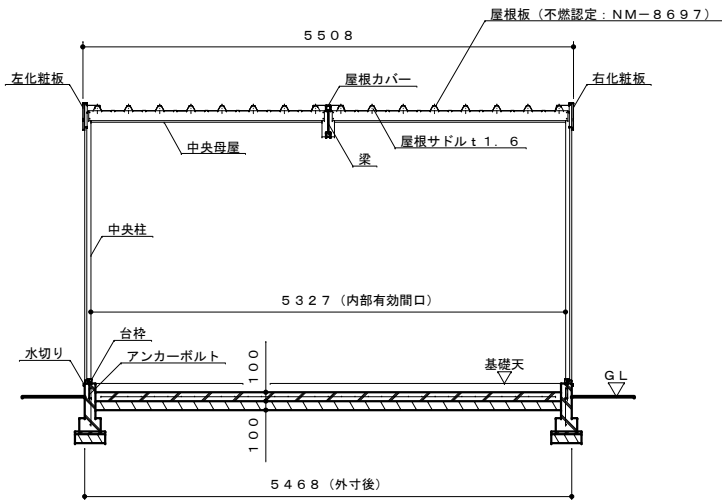 屋根板（不燃認定：NM－8697）
5508
左化粧板
屋根カバー
右化粧板
中央母屋
梁
屋根サドルｔ1．6
中央柱
5327（内部有効間口）
台枠
水切り
アンカーボルト
100
基礎天
GL
100
5468（外寸後）